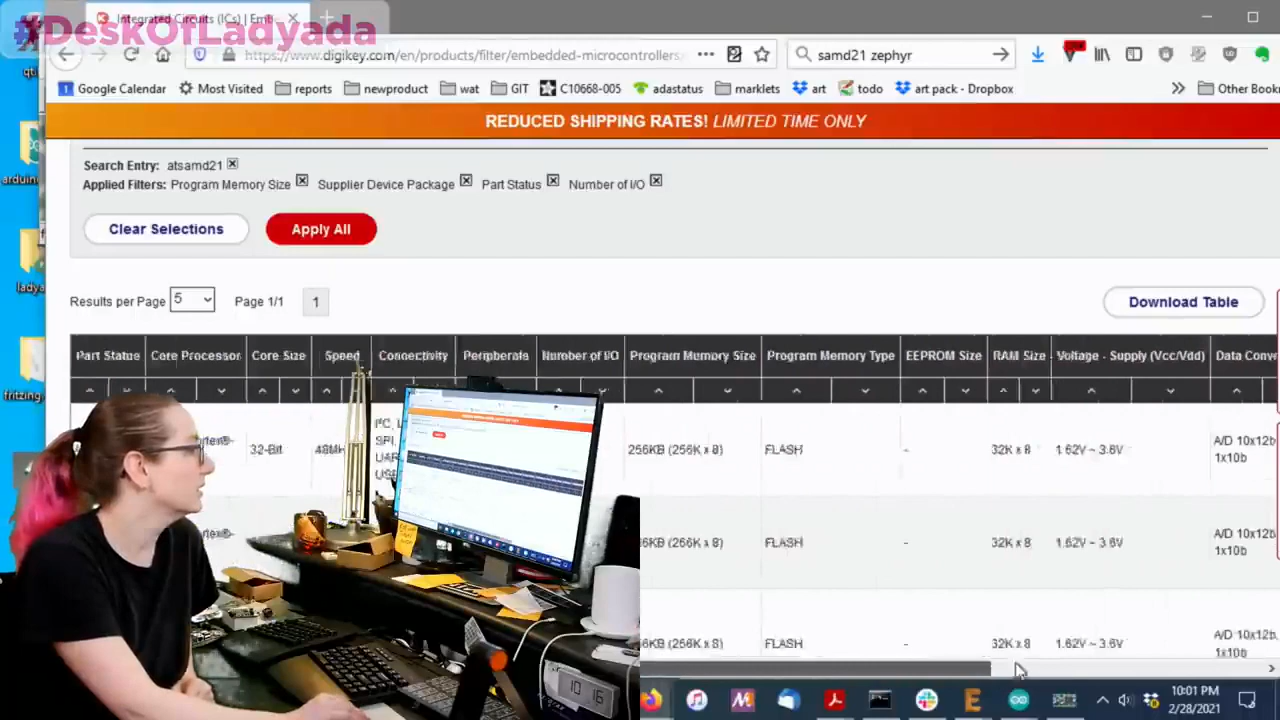 #DeskOfLadyada
Integrated Circuits (ICs) | Emb
https://www.digikey.com/en/products/filter/embedded-microcontrollers
samd21 zephyr
Google Calendar
Most Visited
reports
newproduct
wat
GIT
C10668-005
adastatus
marklets
art
todo
art pack - Dropbox
Other Book
REDUCED SHIPPING RATES! LIMITED TIME ONLY
Search Entry: atsamd21
Applied Filters: Program Memory Size Supplier Device Package Part Status Number of I/O
Clear Selections
Apply All
Results per Page 5 Page 1/1 1
Download Table
Part Status Core Processor Core Size Speed Connectivity Peripherals Number of I/O Program Memory Size Program Memory Type EEPROM Size RAM Size Voltage - Supply (Vcc/Vdd) Data Conv
32-Bit 256KB (256K x 8) FLASH - 32K x 8 1.62V ~ 3.6V A/D 10x12b
1x10b
FLASH - 32K x 8 1.62V ~ 3.6V A/D 10x12b
1x10b
FLASH - 32K x 8 1.62V ~ 3.6V A/D 10x12b
1x10b
10 16
10:01 PM
2/28/2021